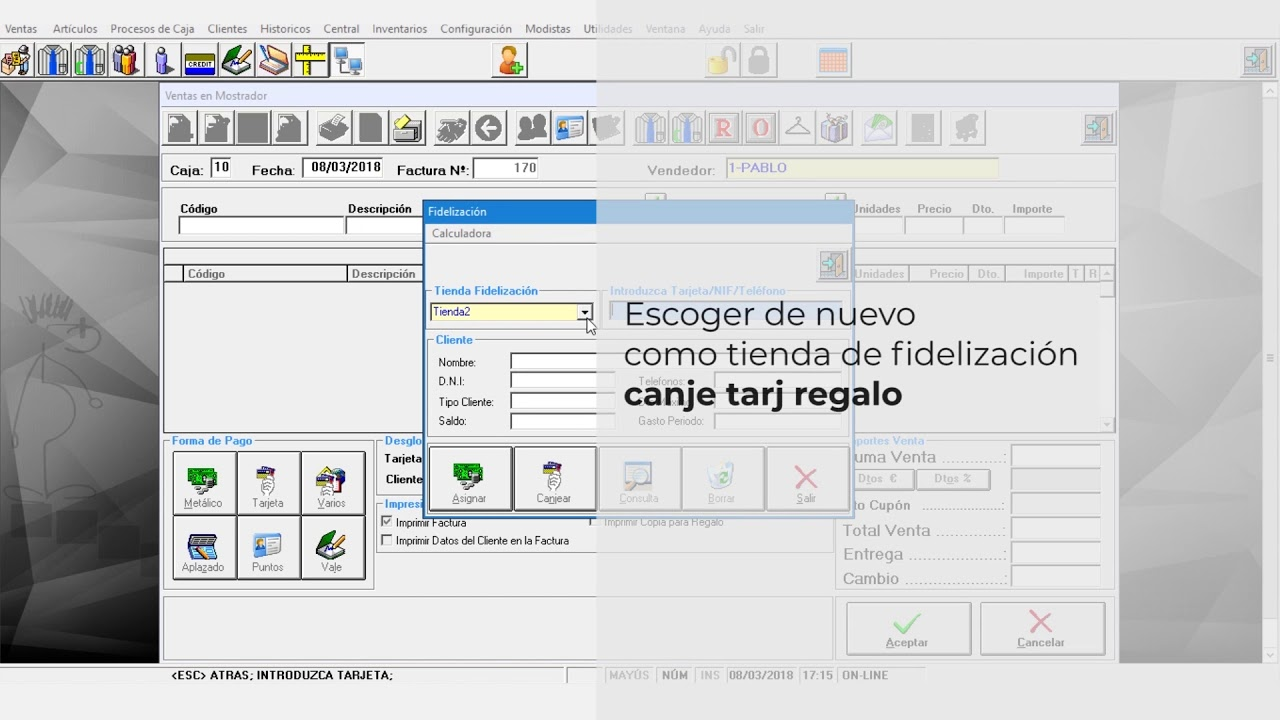 Ventas Artículos Procesos de Caja Clientes Historicos Central Inventarios Configuración Modistas Utilidades Ventana Ayuda Salir
CREDIT
Ventas en Mostrador
R O
Caja: 10 Fecha: 08/03/2018 Factura Nº: 170 Vendedor: 1-PABLO
Código Descripción Unidades Precio Dto. Importe
Fidelización
Calculadora
Código Descripción Unidades Precio Dto. Importe T R
Tienda Fidelización Introduzca Tarjeta/NIF/Teléfono
Tienda2
Escoger de nuevo
como tienda de fidelización
canje tarj regalo
Cliente
Nombre:
D.N.I: Telefonos:
Tipo Cliente:
Saldo: Gasto Periodo:
Forma de Pago
Metálico Tarjeta Varios
Aplazado Puntos Vale
Desglo
Tarjeta
Cliente
Impresi
Asignar Canjear Consulta Borrar Salir
Imprimir Factura Imprimir Copia para Regalo
Imprimir Datos del Cliente en la Factura
portes Venta
uma Venta
Dtos € Dtos %
to Cupón
Total Venta
Entrega
Cambio
Aceptar Cancelar
<ESC> ATRAS; INTRODUZCA TARJETA; MAYÚS NÚM INS 08/03/2018 17:15 ON-LINE